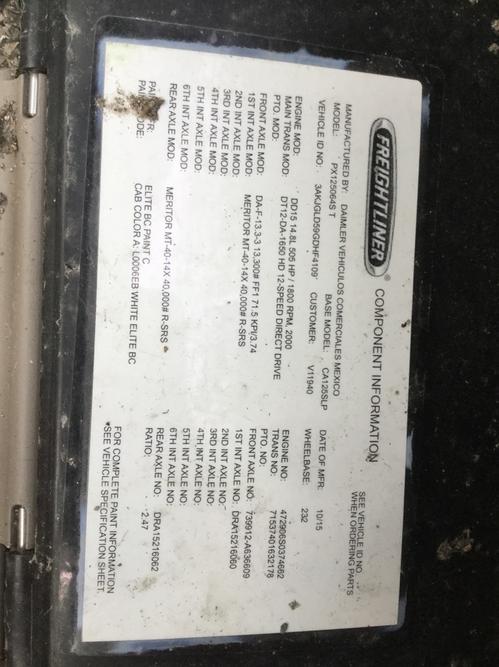 FREIGHTLINER COMPONENT INFORMATION
SEE VEHICLE ID NO.
WHEN ORDERING PARTS
MANUFACTURED BY: DAIMLER VEHICULOS COMERCIALES MEXICO
MODEL: PX125064S T BASE MODEL: CA125SLP DATE OF MFR: 10/15
VEHICLE ID NO.: 3AKJGLD59GDHF4109 CUSTOMER: V11940 WHEELBASE: 232
ENGINE MOD: DD15 14.8L 505 HP / 1800 RPM, 2000 ENGINE NO: 472906S0374662
MAIN TRANS MOD: DT12-DA-1650 HD 12-SPEED DIRECT DRIVE TRANS NO: 71537401632178
PTO. MOD: PTO. NO:
FRONT AXLE MOD: DA-F-13.3-3 13,300# FF1 71.5 KPI/3.74 FRONT AXLE NO: 739912-A636609
1ST INT AXLE MOD: MERITOR MT-40-14X 40,000# R-SRS 1ST INT AXLE NO: DRA15216060
2ND INT AXLE MOD: 2ND INT AXLE NO:
3RD INT AXLE MOD: 3RD INT AXLE NO:
4TH INT AXLE MOD: 4TH INT AXLE NO:
5TH INT AXLE MOD: 5TH INT AXLE NO:
6TH INT AXLE MOD: 6TH INT AXLE NO:
REAR AXLE MOD: MERITOR MT-40-14X 40,000# R-SRS REAR AXLE NO: DRA15216062
RATIO: 2.47
ELITE BC PAINT C
CAB COLOR A: L0006EB WHITE ELITE BC
FOR COMPLETE PAINT INFORMATION
SEE VEHICLE SPECIFICATION SHEET.